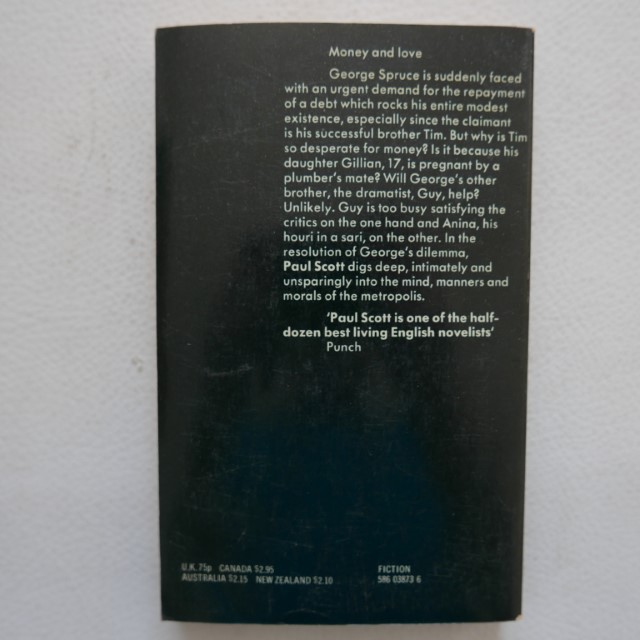 Money and love
George Spruce is suddenly faced
with an urgent demand for the repayment
of a debt which rocks his entire modest
existence, especially since the claimant
is his successful brother Tim. But why is Tim
so desperate for money? Is it because his
daughter Gillian, 17, is pregnant by a
plumber's mate? Will George's other
brother, the dramatist, Guy, help?
Unlikely. Guy is too busy satisfying the
critics on the one hand and Anina, his
houri in a sari, on the other. In the
resolution of George's dilemma,
Paul Scott digs deep, intimately and
unsparingly into the mind, manners and
morals of the metropolis.
'Paul Scott is one of the half-
dozen best living English novelists'
Punch
U.K. 75p CANADA $2.95
AUSTRALIA $2.15 NEW ZEALAND $2.10
FICTION
586 03873 6